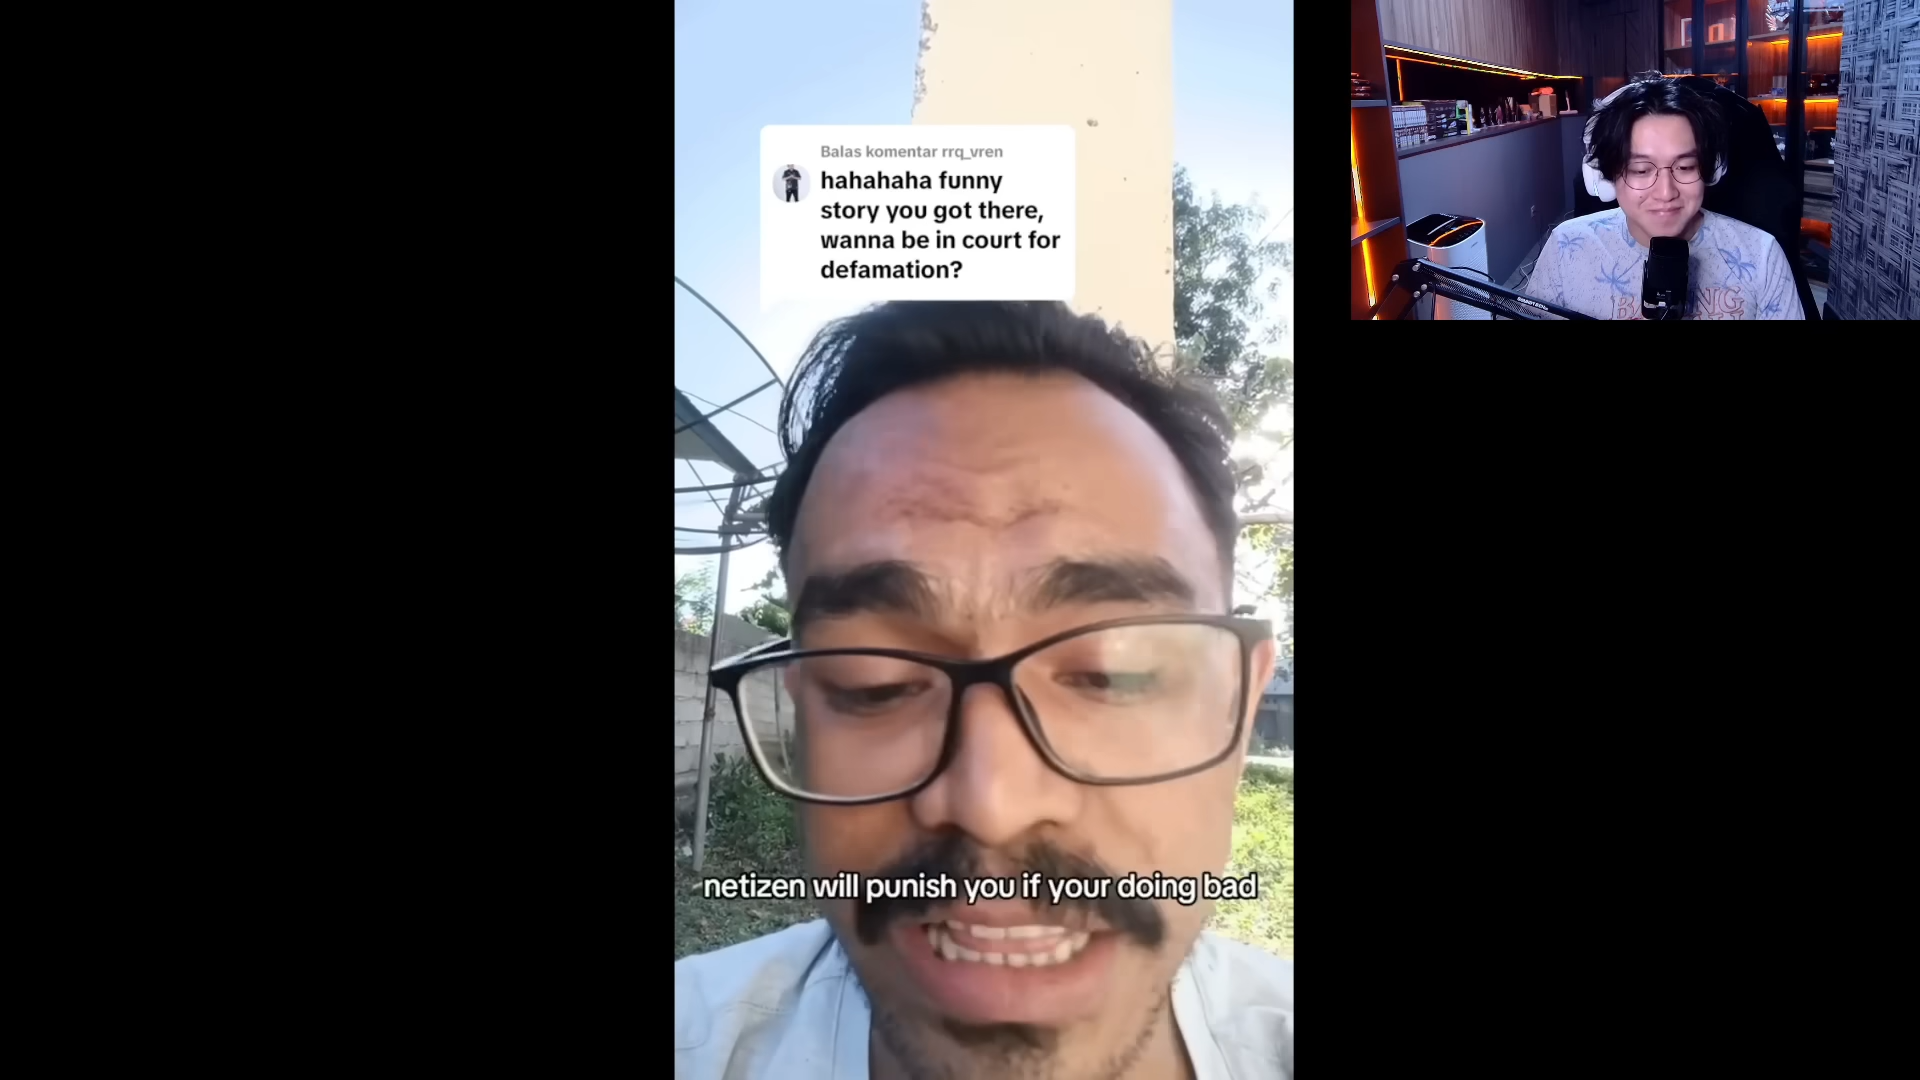 Balas komentar rrq_vren
hahahaha funny
story you got there,
wanna be in court for
defamation?
netizen will punish you if your doing bad